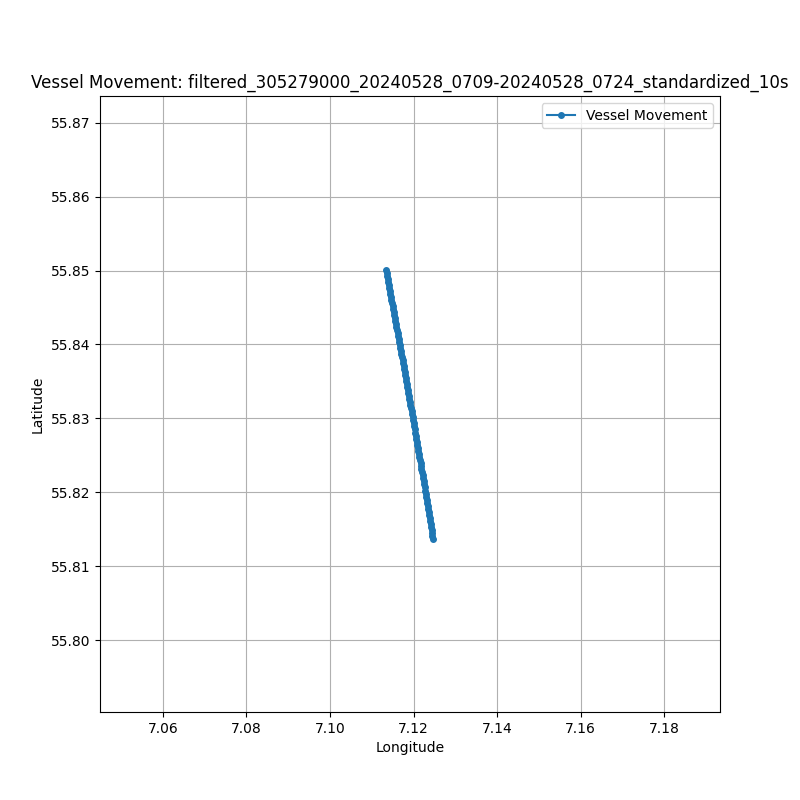 Vessel Movement: filtered_305279000_20240528_0709-20240528_0724_standardized_10s
Vessel Movement
55.87
55.86
55.85
55.84
55.83
55.82
55.81
55.80
Latitude
7.06 7.08 7.10 7.12 7.14 7.16 7.18
Longitude